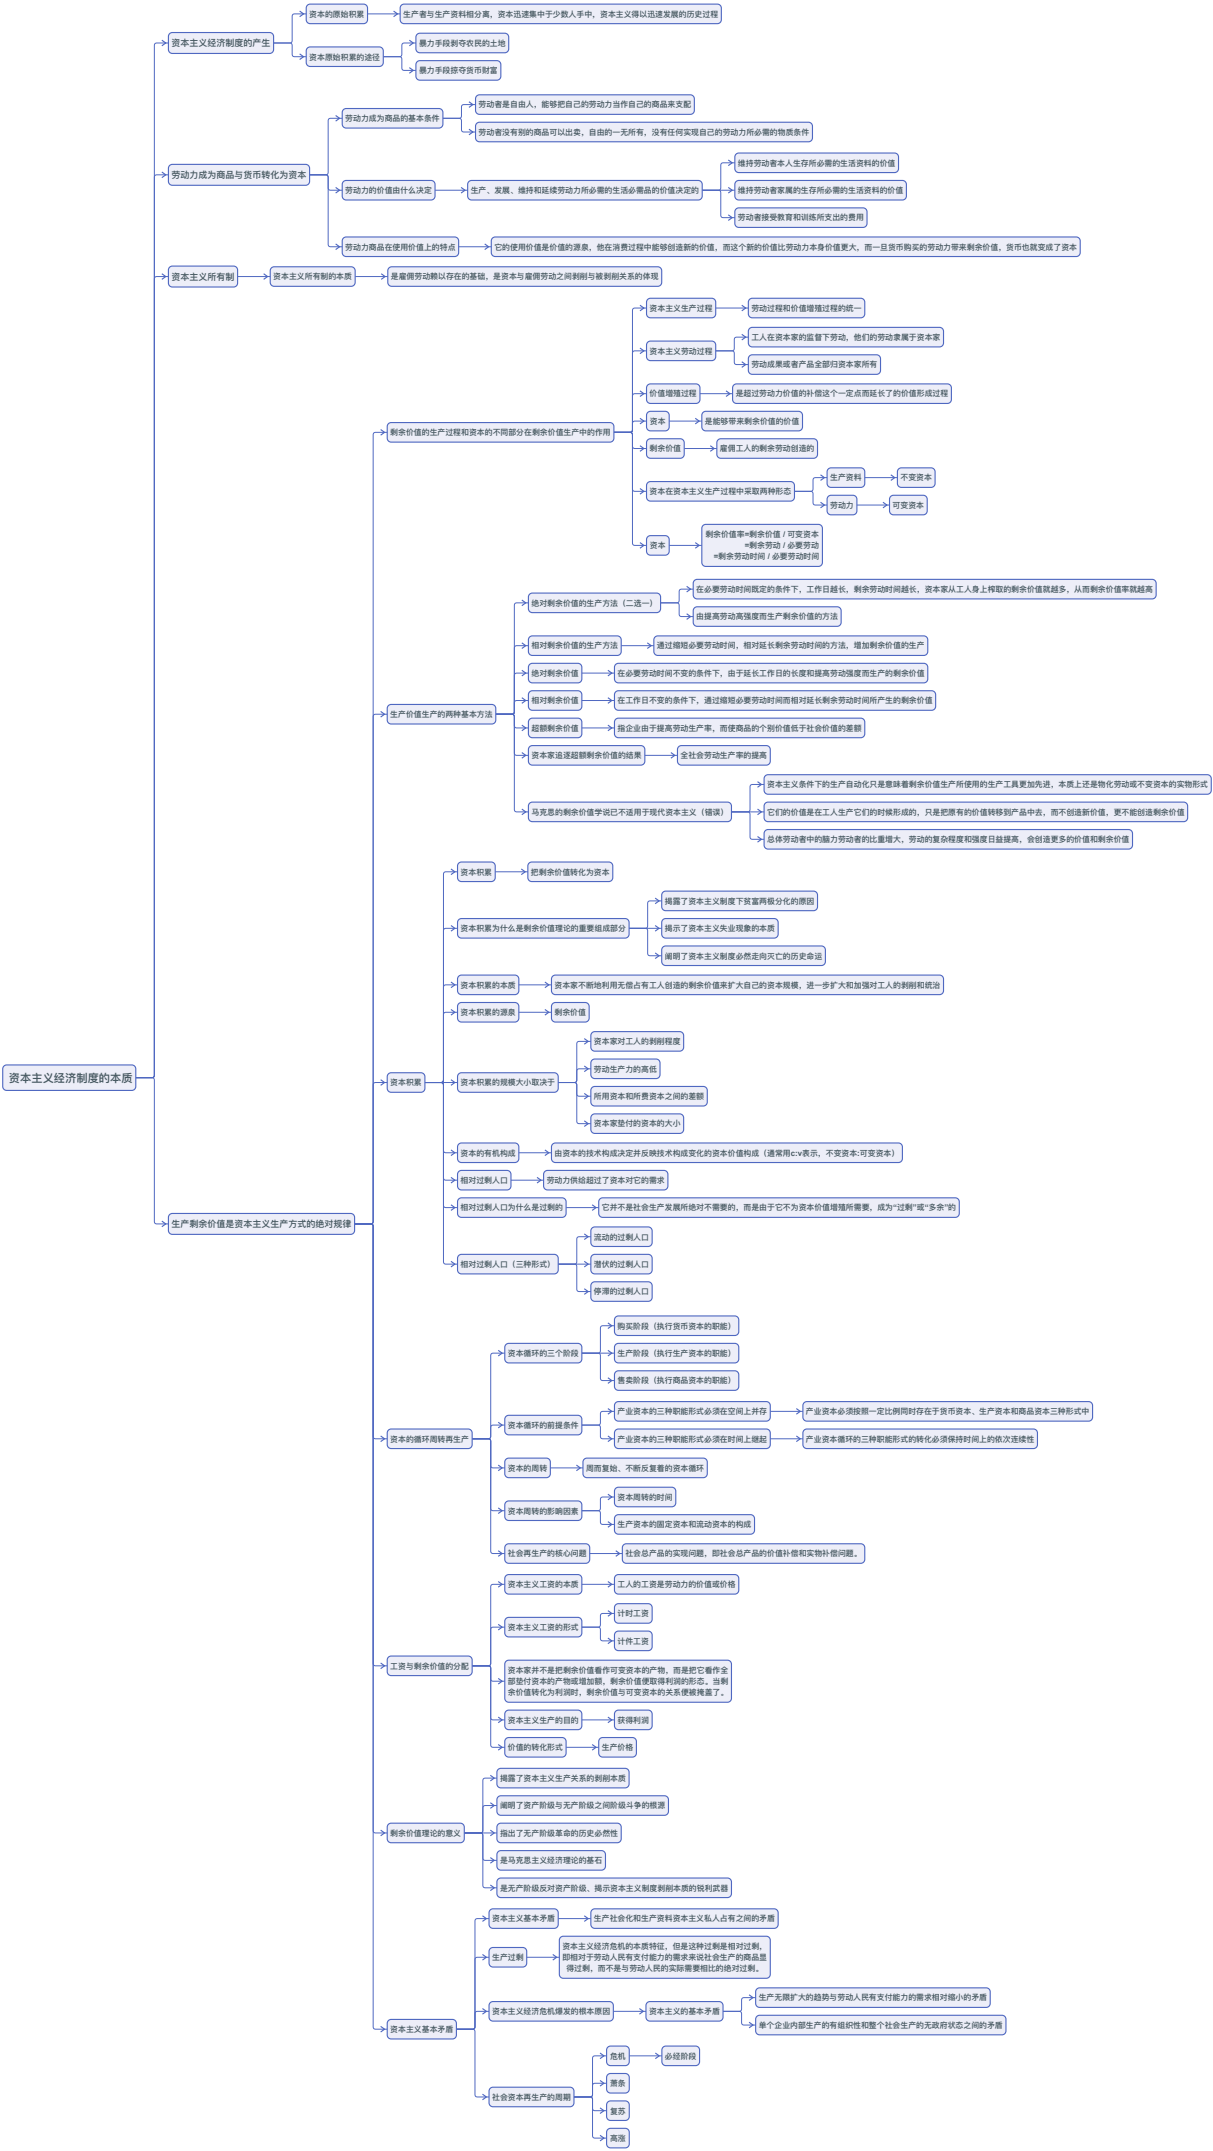 资本主义经济制度的本质
资本主义经济制度的产生
资本的原始积累
生产者与生产资料相分离，资本迅速集中于少数人手中，资本主义得以迅速发展的历史过程
资本原始积累的途径
暴力手段剥夺农民的土地
暴力手段掠夺货币财富
劳动力成为商品与货币转化为资本
劳动力成为商品的基本条件
劳动者是自由人，能够把自己的劳动力当作自己的商品来支配
劳动者没有别的商品可以出卖，自由的一无所有，没有任何实现自己的劳动力所必需的物质条件
劳动力的价值由什么决定
生产、发展、维持和延续劳动力所必需的生活必需品的价值决定的
维持劳动者本人生存所必需的生活资料的价值
维持劳动者家属的生存所必需的生活资料的价值
劳动者接受教育和训练所支出的费用
劳动力商品在使用价值上的特点
它的使用价值是价值的源泉，他在消费过程中能够创造新的价值，而这个新的价值比劳动力本身价值更大，而一旦货币购买的劳动力带来剩余价值，货币也就变成了资本
资本主义所有制
资本主义所有制的本质
是雇佣劳动赖以存在的基础，是资本与雇佣劳动之间剥削与被剥削关系的体现
生产剩余价值是资本主义生产方式的绝对规律
剩余价值的生产过程和资本的不同部分在剩余价值生产中的作用
资本主义生产过程
劳动过程和价值增殖过程的统一
资本主义劳动过程
工人在资本家的监督下劳动，他们的劳动隶属于资本家
劳动成果或者产品全部归资本家所有
价值增殖过程
是超过劳动力价值的补偿这个一定点而延长了的价值形成过程
资本
是能够带来剩余价值的价值
剩余价值
雇佣工人的剩余劳动创造的
资本在资本主义生产过程中采取两种形态
生产资料
不变资本
劳动力
可变资本
资本
剩余价值率=剩余价值 / 可变资本
=剩余劳动 / 必要劳动
=剩余劳动时间 / 必要劳动时间
生产价值生产的两种基本方法
绝对剩余价值的生产方法（二选一）
在必要劳动时间既定的条件下，工作日越长，剩余劳动时间越长，资本家从工人身上榨取的剩余价值就越多，从而剩余价值率就越高
由提高劳动高强度而生产剩余价值的方法
相对剩余价值的生产方法
通过缩短必要劳动时间，相对延长剩余劳动时间的方法，增加剩余价值的生产
绝对剩余价值
在必要劳动时间不变的条件下，由于延长工作日的长度和提高劳动强度而生产的剩余价值
相对剩余价值
在工作日不变的条件下，通过缩短必要劳动时间而相对延长剩余劳动时间所产生的剩余价值
超额剩余价值
指企业由于提高劳动生产率，而使商品的个别价值低于社会价值的差额
资本家追逐超额剩余价值的结果
全社会劳动生产率的提高
马克思的剩余价值学说已不适用于现代资本主义（错误）
资本主义条件下的生产自动化只是意味着剩余价值生产所使用的生产工具更加先进，本质上还是物化劳动或不变资本的实物形式
它们的价值是在工人生产它们的时候形成的，只是把原有的价值转移到产品中去，而不创造新价值，更不能创造剩余价值
总体劳动者中的脑力劳动者的比重增大，劳动的复杂程度和强度日益提高，会创造更多的价值和剩余价值
资本积累
资本积累
把剩余价值转化为资本
资本积累为什么是剩余价值理论的重要组成部分
揭露了资本主义制度下贫富两极分化的原因
揭示了资本主义失业现象的本质
阐明了资本主义制度必然走向灭亡的历史命运
资本积累的本质
资本家不断地利用无偿占有工人创造的剩余价值来扩大自己的资本规模，进一步扩大和加强对工人的剥削和统治
资本积累的源泉
剩余价值
资本积累的规模大小取决于
资本家对工人的剥削程度
劳动生产力的高低
所用资本和所费资本之间的差额
资本家垫付的资本的大小
资本的有机构成
由资本的技术构成决定并反映技术构成变化的资本价值构成（通常用c:v表示，不变资本:可变资本）
相对过剩人口
劳动力供给超过了资本对它的需求
相对过剩人口为什么是过剩的
它并不是社会生产发展所绝对不需要的，而是由于它不为资本价值增殖所需要，成为“过剩”或“多余”的
相对过剩人口（三种形式）
流动的过剩人口
潜伏的过剩人口
停滞的过剩人口
资本的循环周转再生产
资本循环的三个阶段
购买阶段（执行货币资本的职能）
生产阶段（执行生产资本的职能）
售卖阶段（执行商品资本的职能）
资本循环的前提条件
产业资本的三种职能形式必须在空间上并存
产业资本必须按照一定比例同时存在于货币资本、生产资本和商品资本三种形式中
产业资本的三种职能形式必须在时间上继起
产业资本循环的三种职能形式的转化必须保持时间上的依次连续性
资本的周转
周而复始、不断反复着的资本循环
资本周转的影响因素
资本周转的时间
生产资本的固定资本和流动资本的构成
社会再生产的核心问题
社会总产品的实现问题，即社会总产品的价值补偿和实物补偿问题。
工资与剩余价值的分配
资本主义工资的本质
工人的工资是劳动力的价值或价格
资本主义工资的形式
计时工资
计件工资
资本家并不是把剩余价值看作可变资本的产物，而是把它看作全
部垫付资本的产物或增加额，剩余价值便取得利润的形态。当剩
余价值转化为利润时，剩余价值与可变资本的关系便被掩盖了。
资本主义生产的目的
获得利润
价值的转化形式
生产价格
剩余价值理论的意义
揭露了资本主义生产关系的剥削本质
阐明了资产阶级与无产阶级之间阶级斗争的根源
指出了无产阶级革命的历史必然性
是马克思主义经济理论的基石
是无产阶级反对资产阶级、揭示资本主义制度剥削本质的锐利武器
资本主义基本矛盾
资本主义基本矛盾
生产社会化和生产资料资本主义私人占有之间的矛盾
生产过剩
资本主义经济危机的本质特征，但是这种过剩是相对过剩，
即相对于劳动人民有支付能力的需求来说社会生产的商品显
得过剩，而不是与劳动人民的实际需要相比的绝对过剩。
资本主义经济危机爆发的根本原因
资本主义的基本矛盾
生产无限扩大的趋势与劳动人民有支付能力的需求相对缩小的矛盾
单个企业内部生产的有组织性和整个社会生产的无政府状态之间的矛盾
社会资本再生产的周期
危机
必经阶段
萧条
复苏
高涨